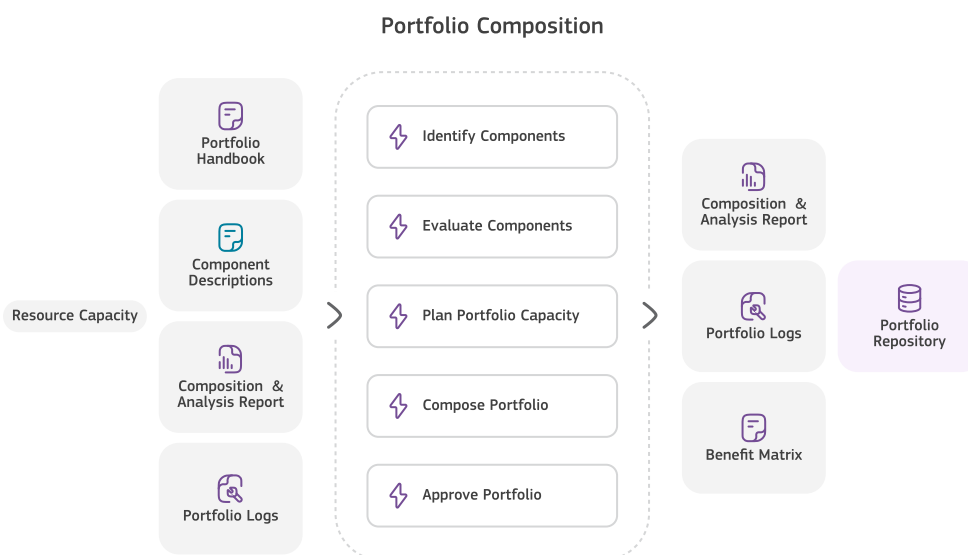 Portfolio Composition
Resource Capacity
Portfolio
Handbook
Component
Descriptions
Composition &
Analysis Report
Portfolio Logs
Identify Components
Evaluate Components
Plan Portfolio Capacity
Compose Portfolio
Approve Portfolio
Composition &
Analysis Report
Portfolio Logs
Benefit Matrix
Portfolio
Repository